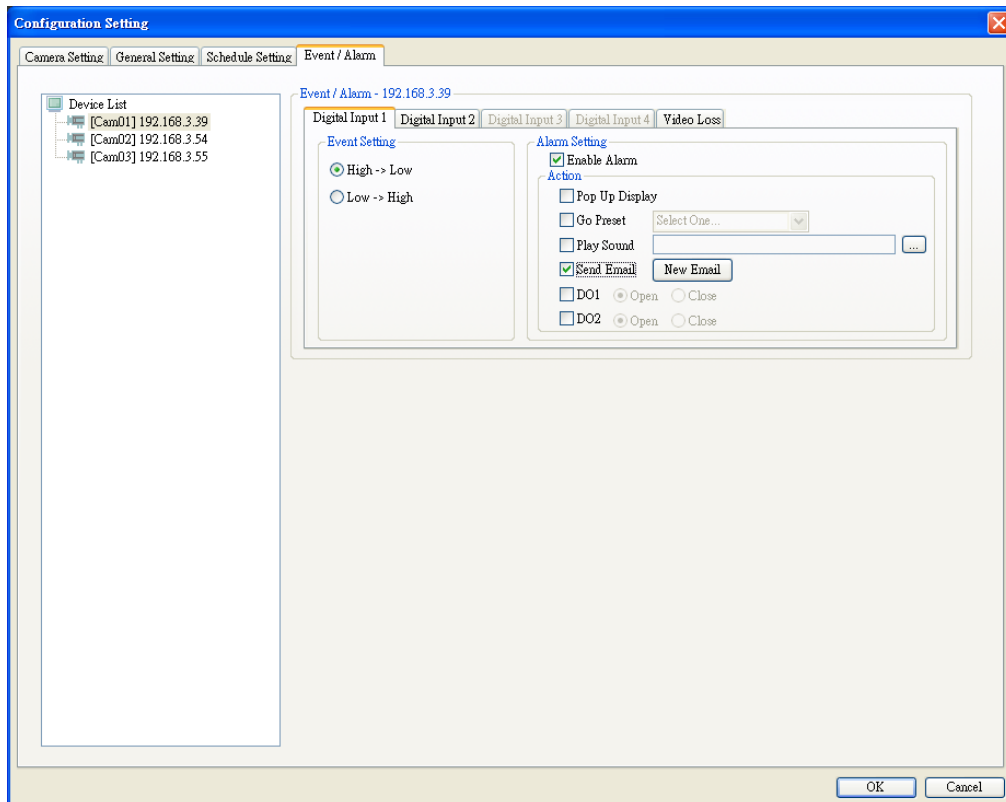 Configuration Setting
Camera Setting General Setting Schedule Setting Event / Alarm
Device List
[Cam01] 192.168.3.39
[Cam02] 192.168.3.54
[Cam03] 192.168.3.55
Event / Alarm - 192.168.3.39
Digital Input 1 Digital Input 2 Digital Input 3 Digital Input 4 Video Loss
Event Setting
High -> Low
Low -> High
Alarm Setting
Enable Alarm
Action
Pop Up Display
Go Preset Select One...
Play Sound ...
Send Email New Email
DO1 Open Close
DO2 Open Close
OK Cancel